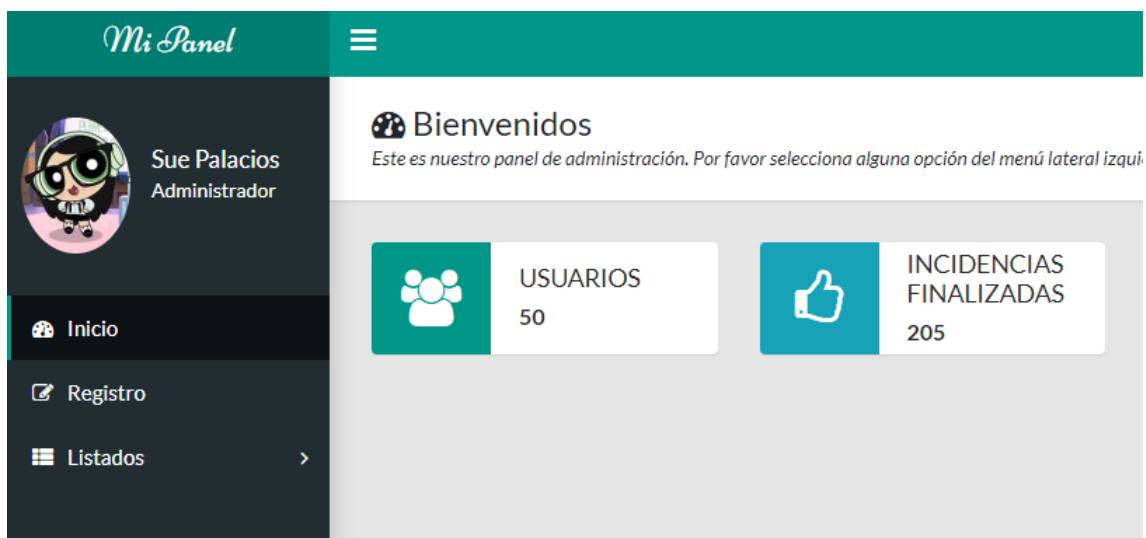 Mi Panel
Sue Palacios
Administrador
Inicio
Registro
Listados
Bienvenidos
Este es nuestro panel de administración. Por favor selecciona alguna opción del menú lateral
USUARIOS
50
INCIDENCIAS
FINALIZADAS
205